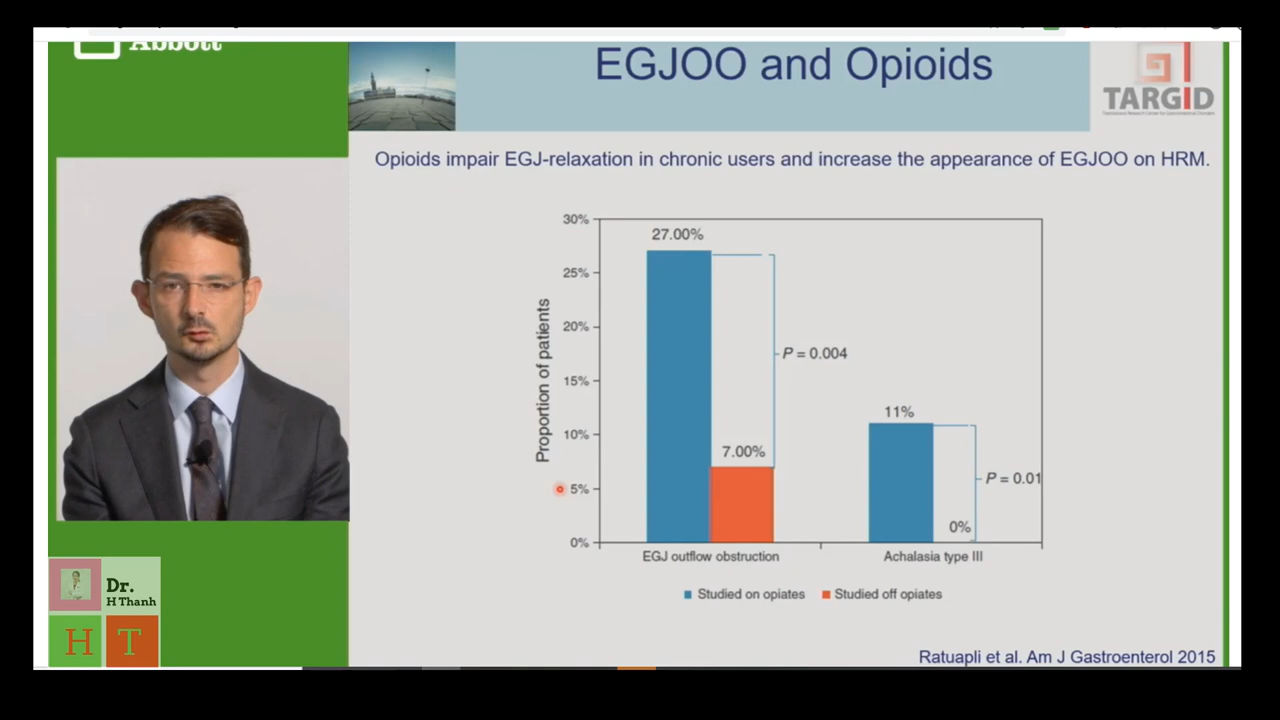 Abbott
EGJOO and Opioids
TARGID
Opioids impair EGJ-relaxation in chronic users and increase the appearance of EGJOO on HRM.
30%
25%
20%
15%
10%
5%
0%
Proportion of patients
27.00%
7.00%
P = 0.004
11%
0%
P = 0.01
EGJ outflow obstruction
Achalasia type III
Studied on opiates
Studied off opiates
Dr.
H Thanh
H T
Ratuapli et al. Am J Gastroenterol 2015